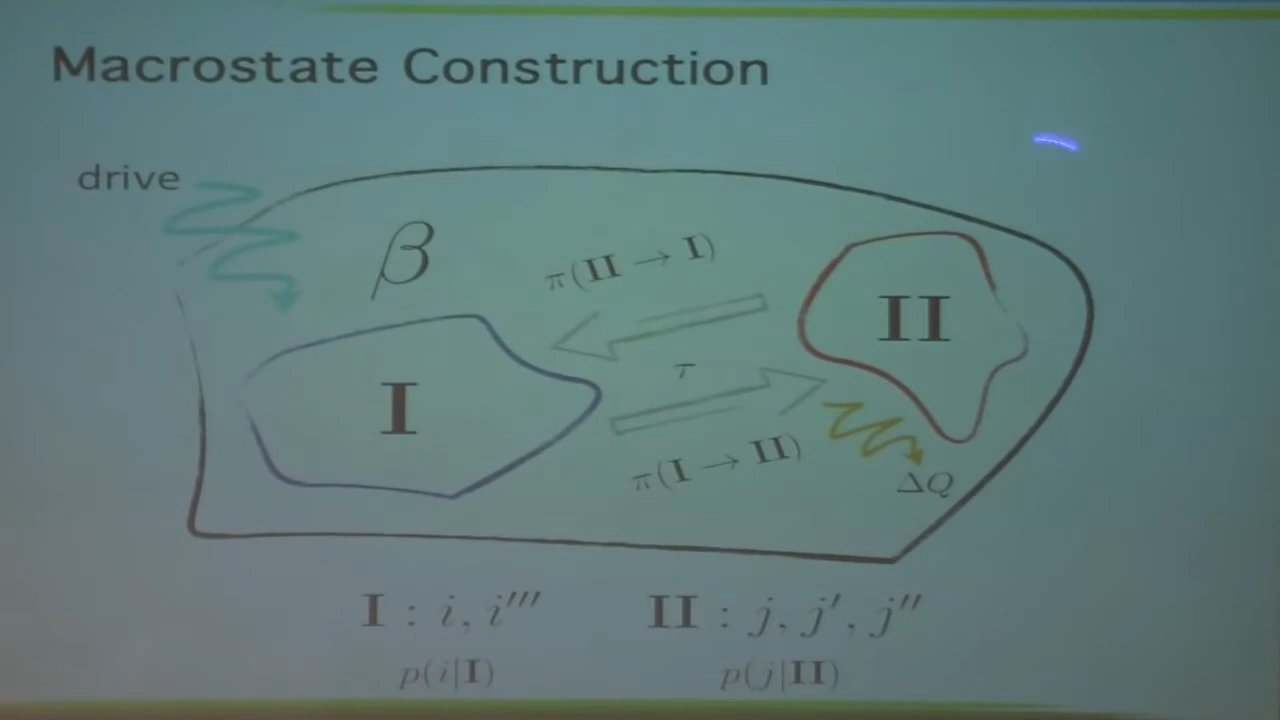 Macrostate Construction
drive
β
π(II → I)
II
τ
I
π(I → II)
ΔQ
I : i, i''' II : j, j', j''
p(i|I) p(j|II)